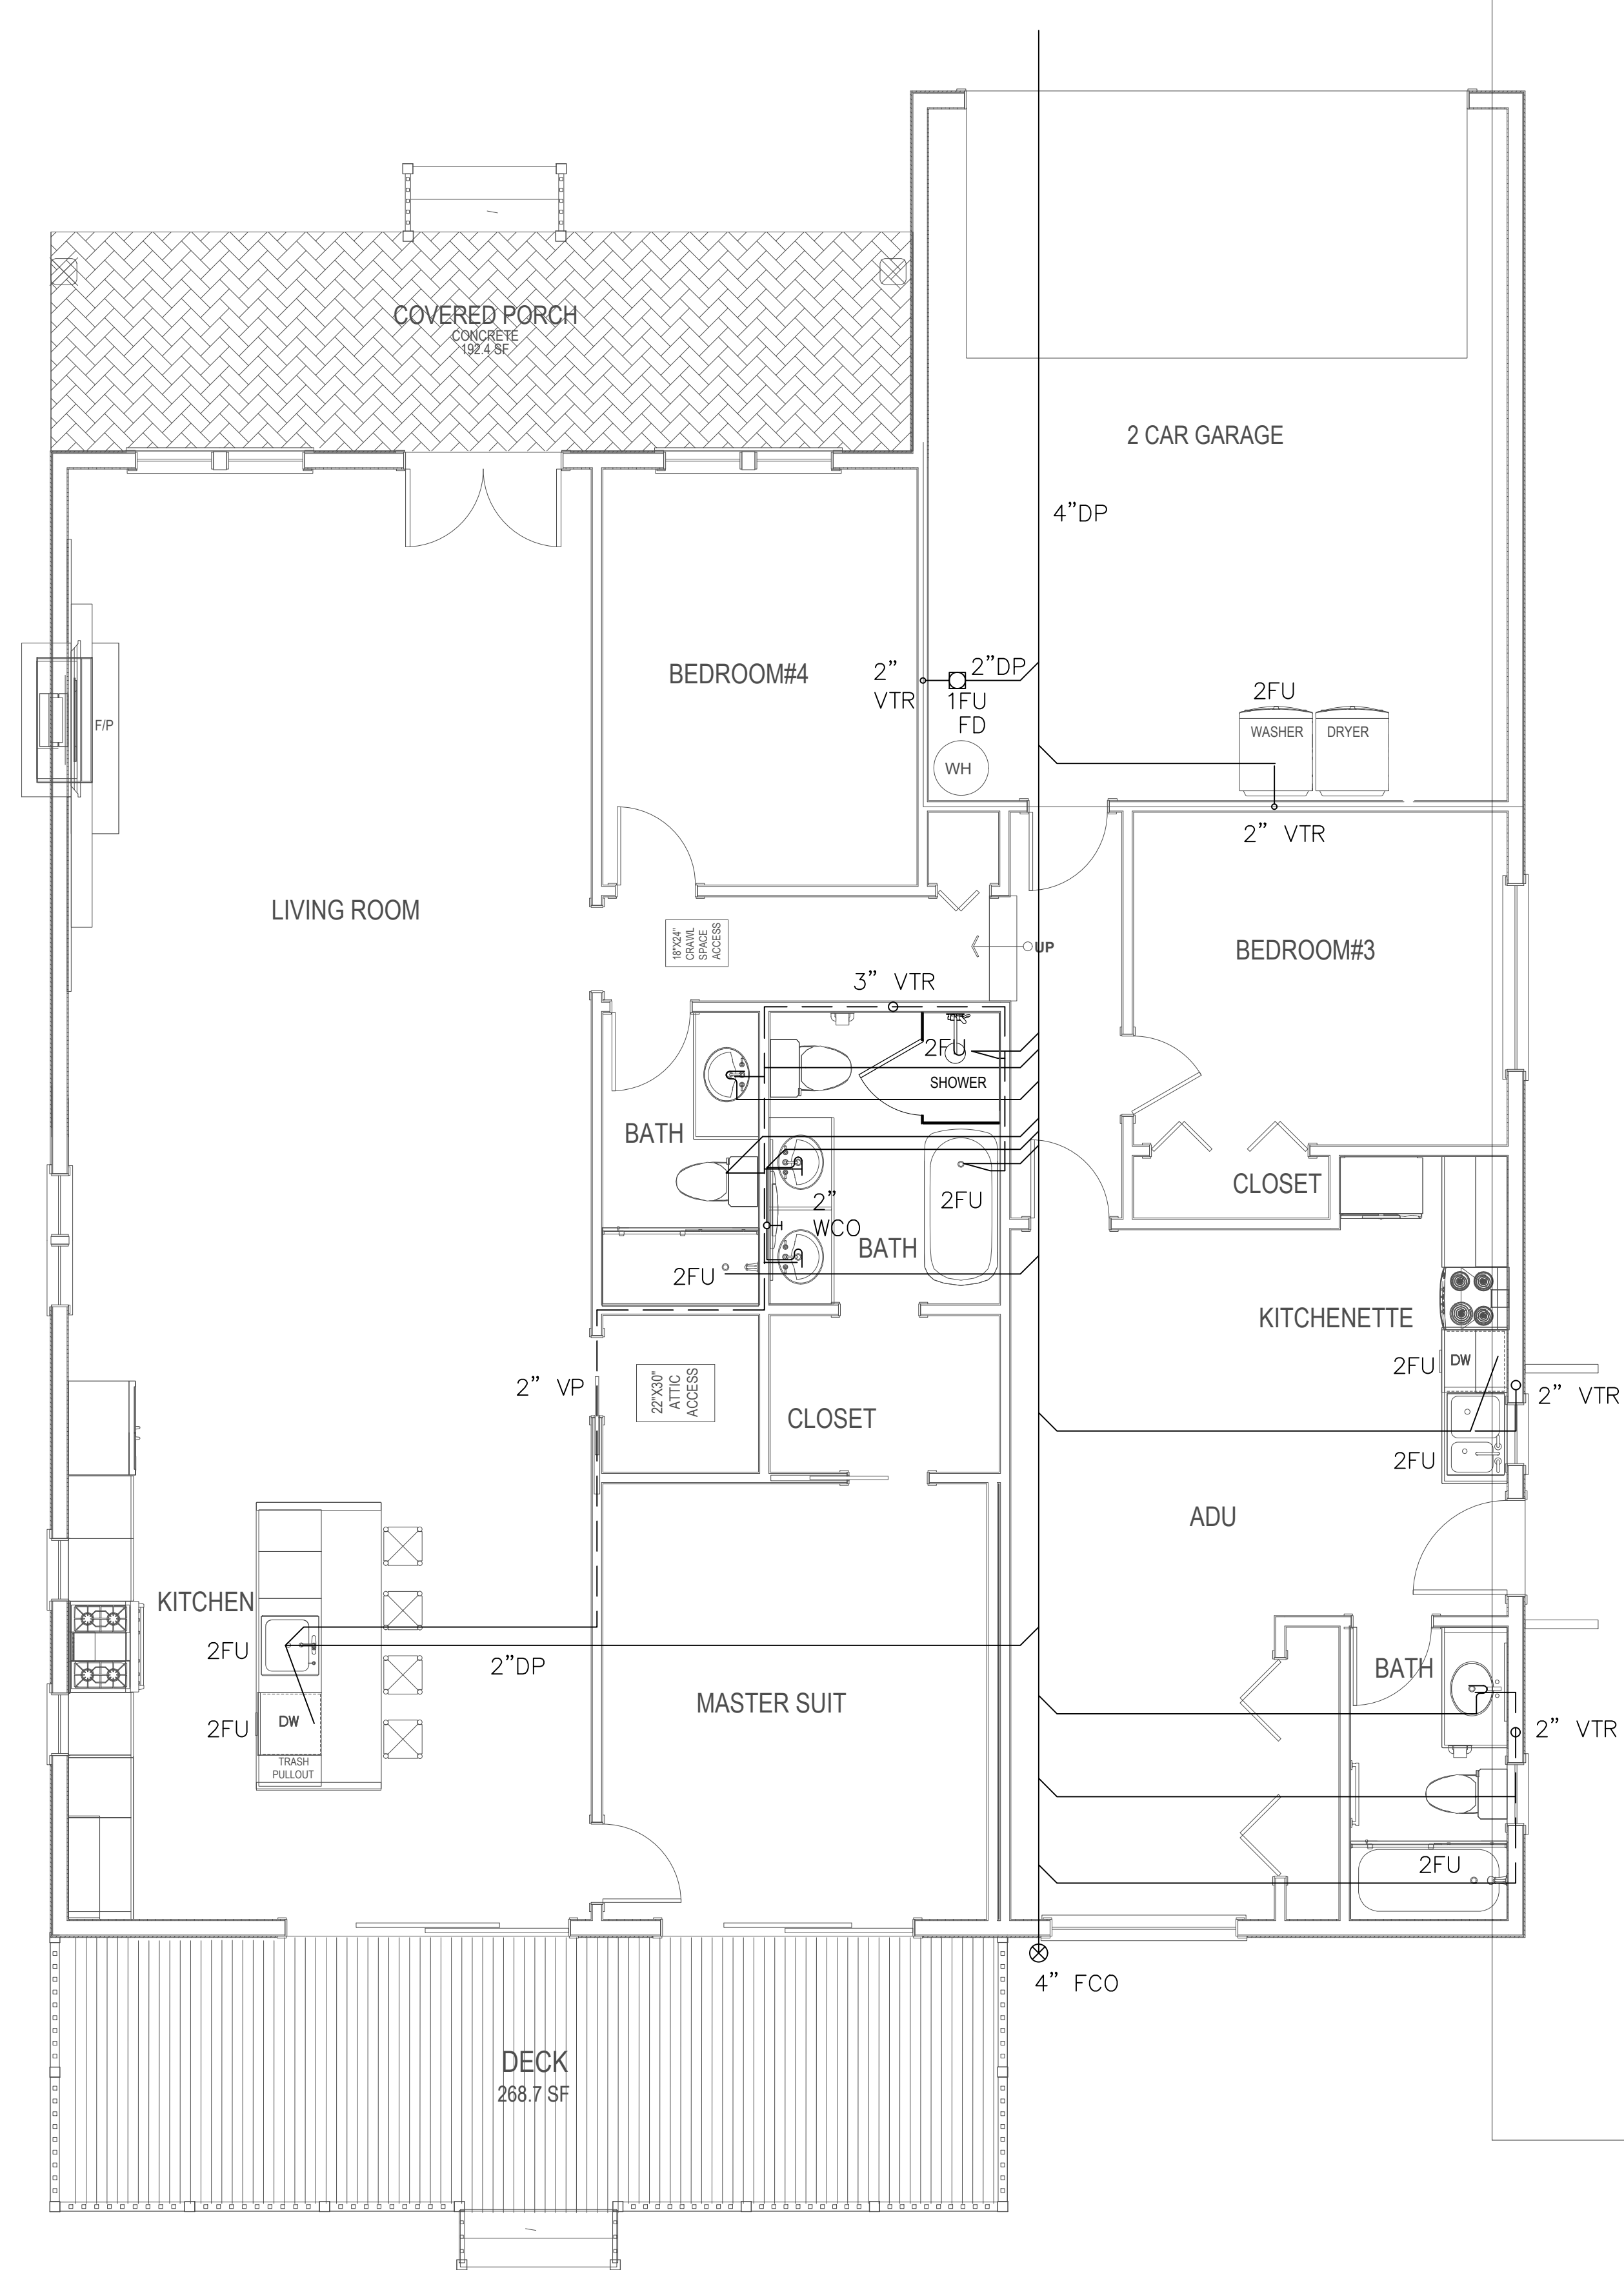 COVERED PORCH
CONCRETE
192.4 SF
2 CAR GARAGE
4”DP
BEDROOM#4
2”
VTR
2”DP
1FU
FD
WH
F/P
2FU
WASHER
DRYER
2” VTR
LIVING ROOM
18"X24"
CRAWL
SPACE
ACCESS
UP
BEDROOM#3
3” VTR
2FU
SHOWER
BATH
2”
WCO
2FU
BATH
2FU
CLOSET
KITCHENETTE
2FU
DW
2” VTR
2FU
2” VP
22"X30"
ATTIC
ACCESS
CLOSET
ADU
KITCHEN
2FU
2”DP
2FU
DW
TRASH
PULLOUT
MASTER SUIT
BATH
2” VTR
2FU
4” FCO
DECK
268.7 SF